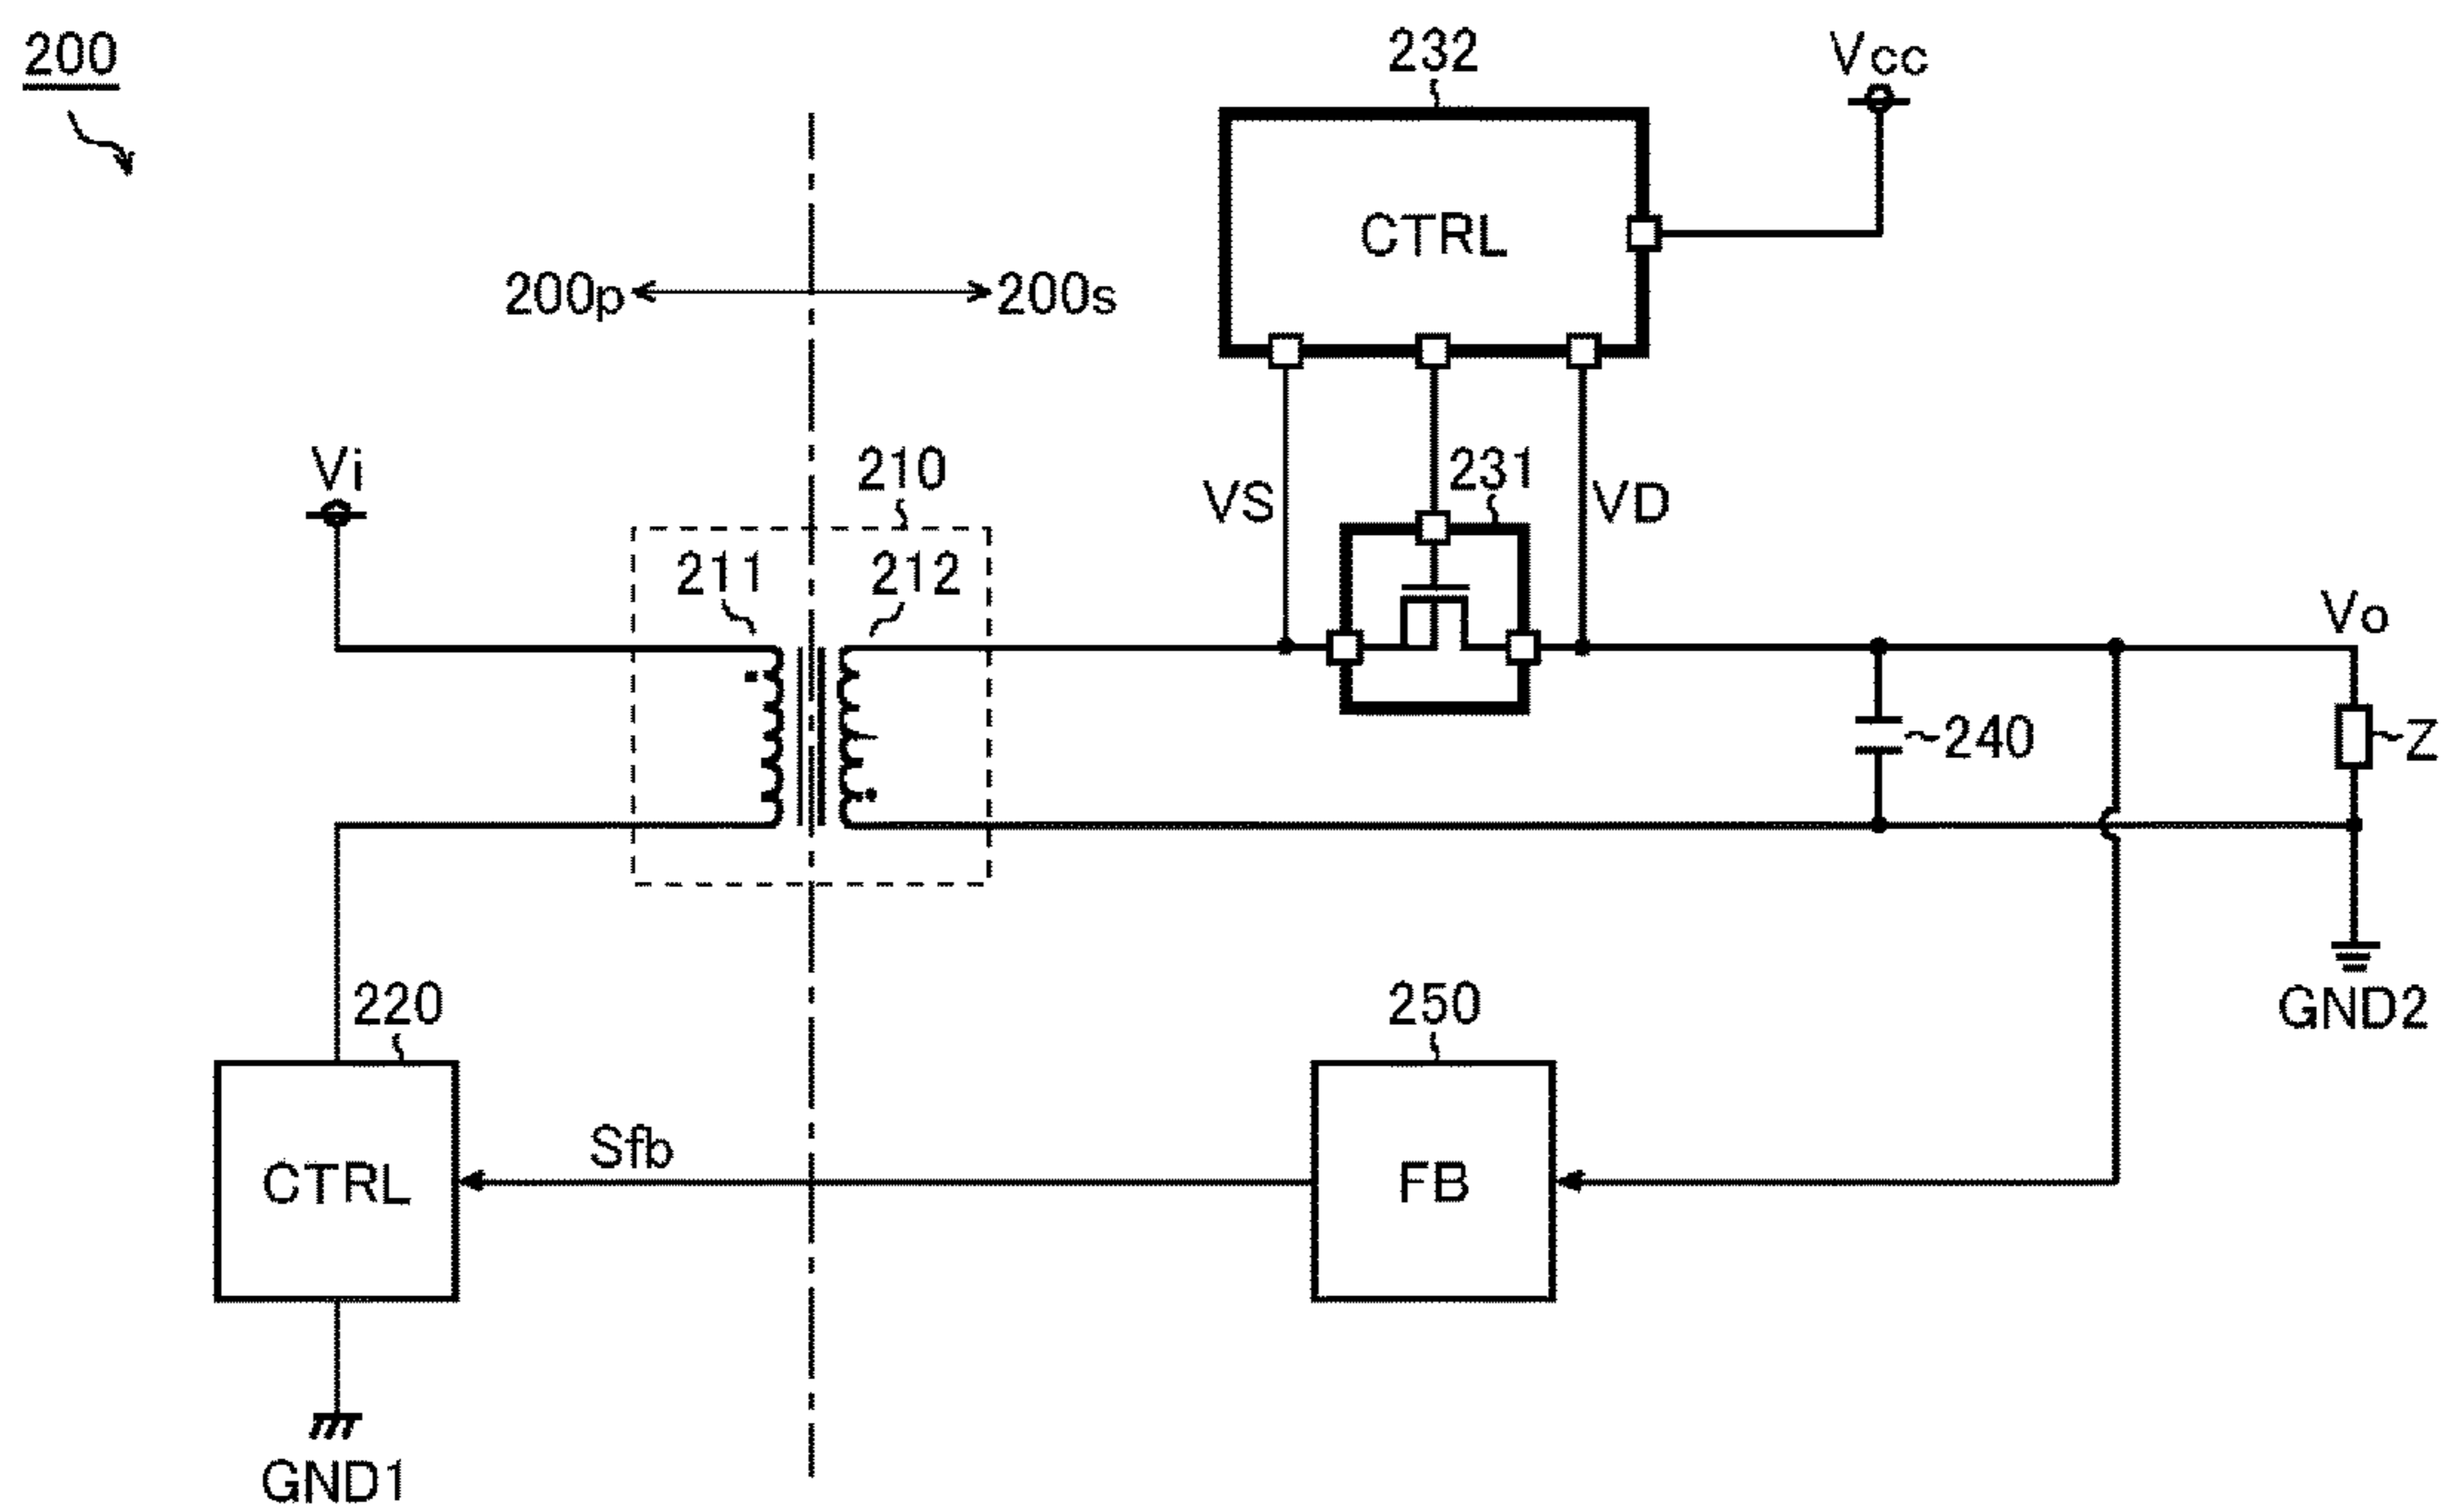 200
232
Vcc
CTRL
200p
200s
Vi
210
VS
231
VD
211
212
Vo
~240
~Z
220
250
GND2
CTRL
Sfb
FB
GND1